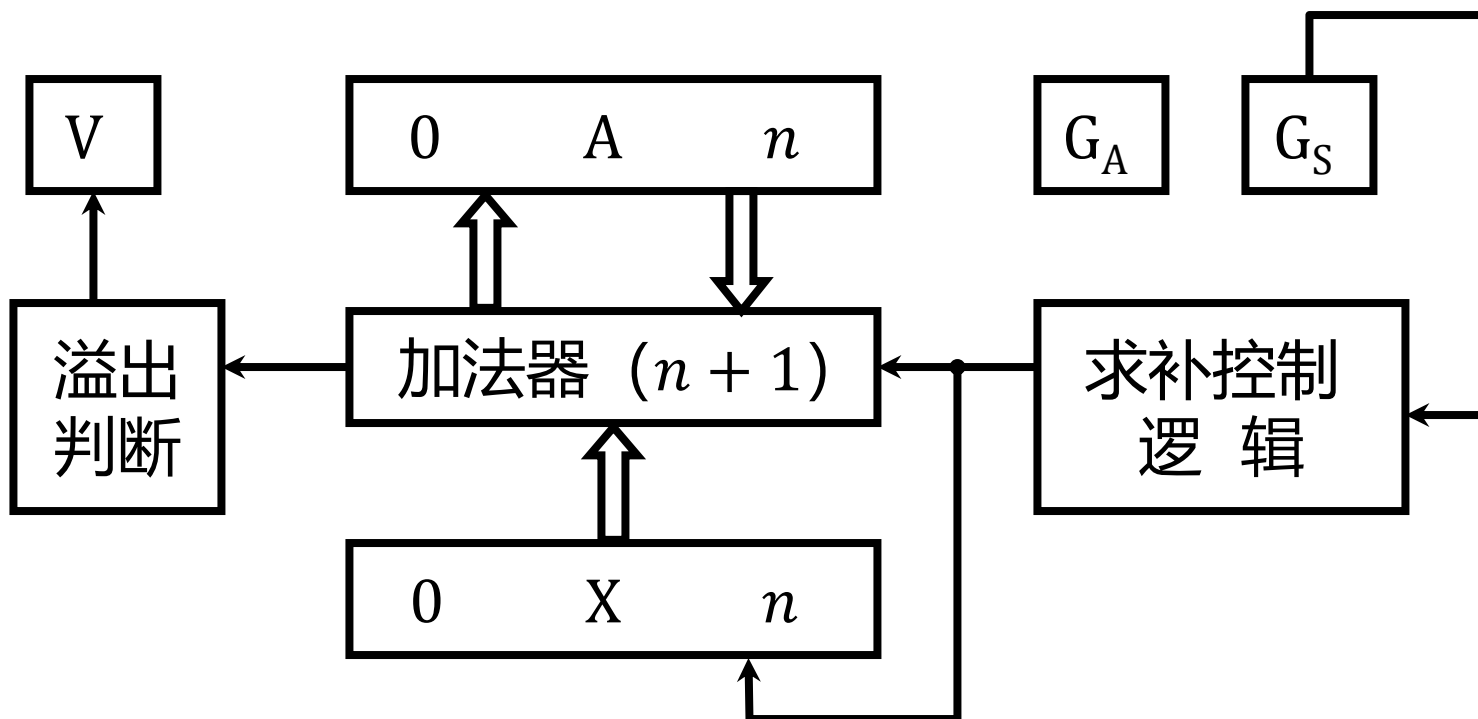 V
0 A n
G_A
G_S
溢出
判断
加法器 (n + 1)
求补控制
逻 辑
0 X n